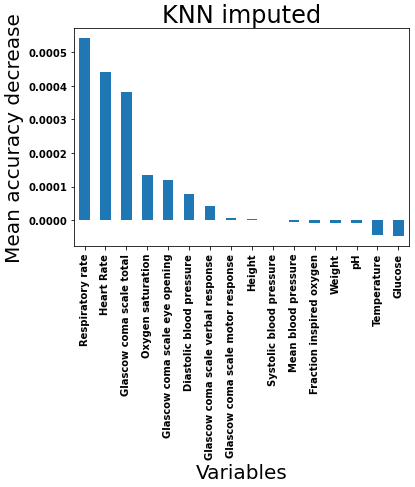 KNN imputed
Mean accuracy decrease
0.0005
0.0004
0.0003
0.0002
0.0001
0.0000
Respiratory rate
Heart Rate
Glascow coma scale total
Oxygen saturation
Glascow coma scale eye opening
Diastolic blood pressure
Glascow coma scale verbal response
Glascow coma scale motor response
Height
Systolic blood pressure
Mean blood pressure
Fraction inspired oxygen
Weight
pH
Temperature
Glucose
Variables